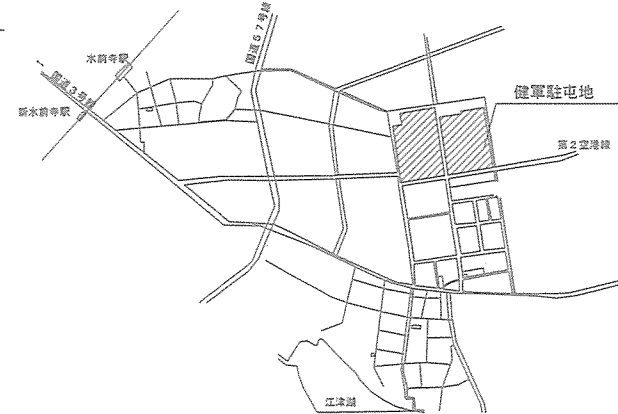 水前寺駅
国道57号線
国道3号線
新水前寺駅
健軍駐屯地
第2空港線
江津湖